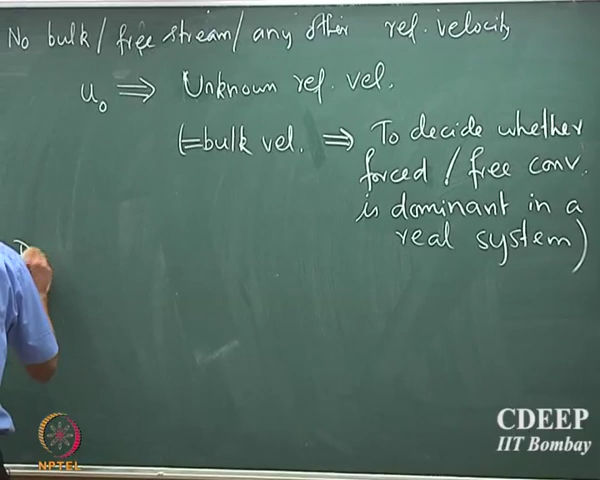 No bulk / free stream / any other ref. velocity
u₀ ⟹ Unknown ref. vel.
(=bulk vel. ⟹ To decide whether
forced / free conv.
is dominant in a
real system)
CDEEP
IIT Bombay
NPTEL